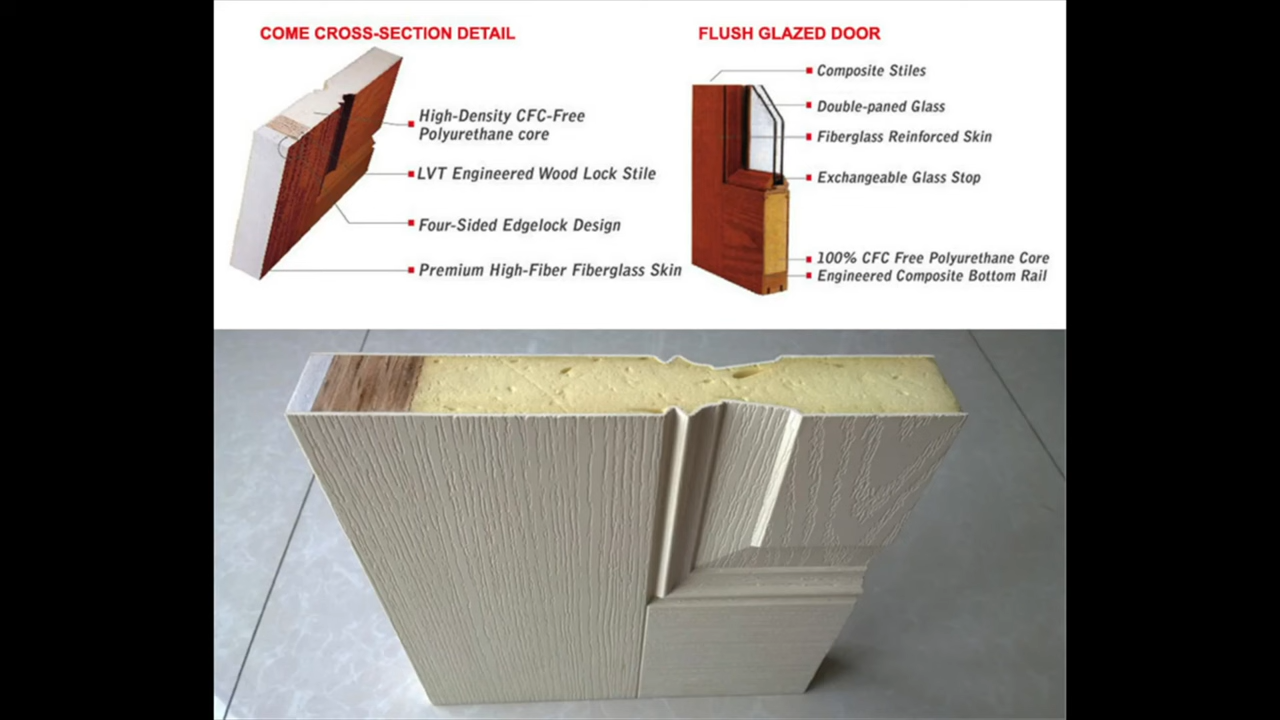 COME CROSS-SECTION DETAIL
High-Density CFC-Free
Polyurethane core
LVT Engineered Wood Lock Stile
Four-Sided Edgelock Design
Premium High-Fiber Fiberglass Skin
FLUSH GLAZED DOOR
Composite Stiles
Double-paned Glass
Fiberglass Reinforced Skin
Exchangeable Glass Stop
100% CFC Free Polyurethane Core
Engineered Composite Bottom Rail